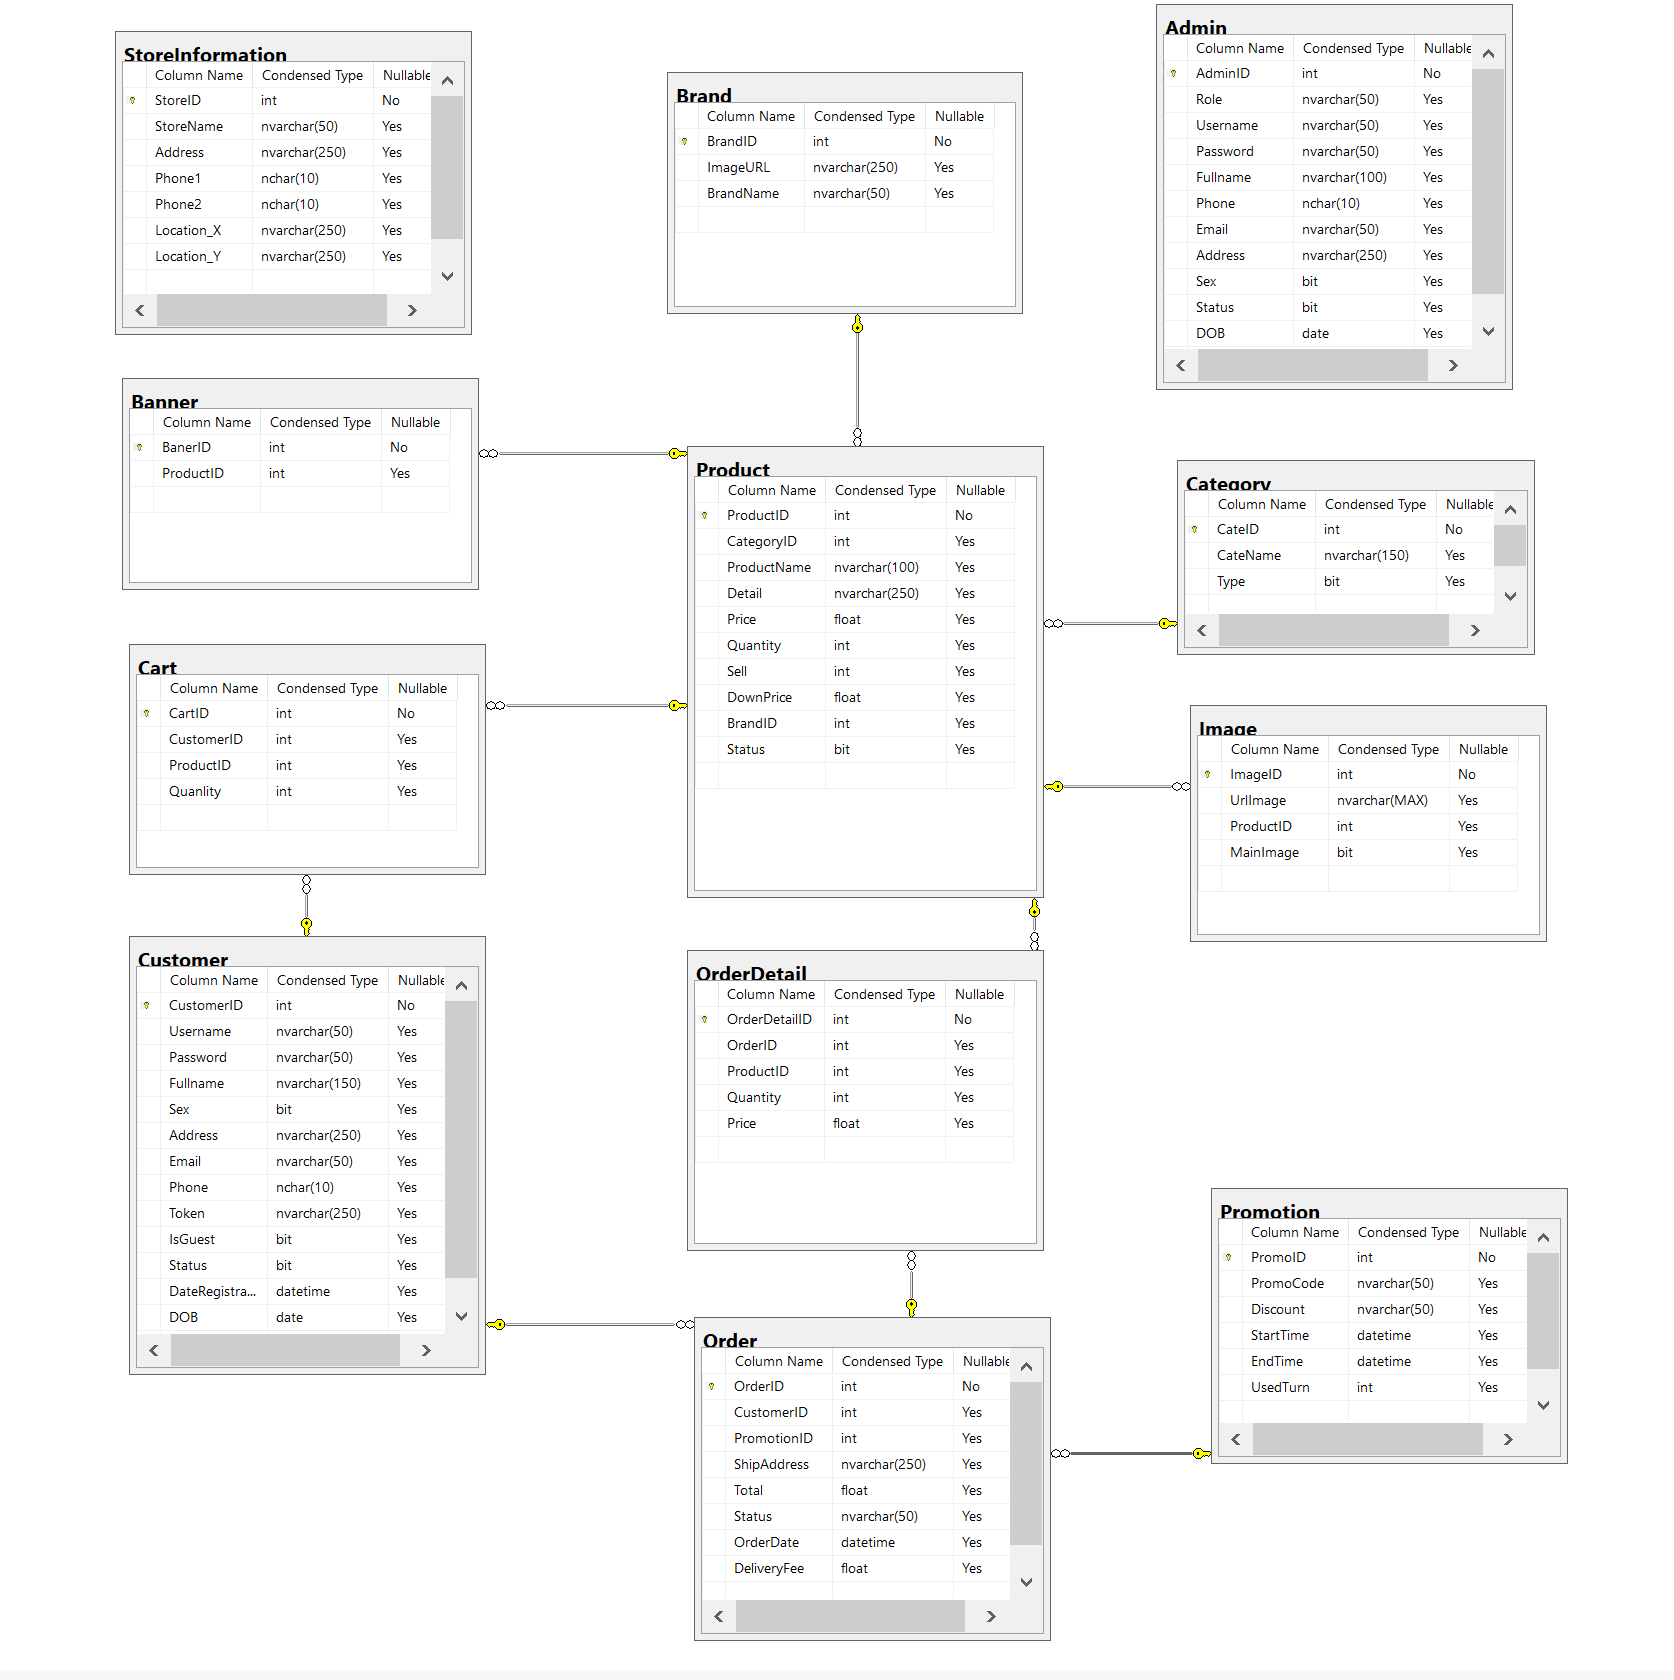 StoreInformation
Column Name Condensed Type Nullable
StoreID int No
StoreName nvarchar(50) Yes
Address nvarchar(250) Yes
Phone1 nchar(10) Yes
Phone2 nchar(10) Yes
Location_X nvarchar(250) Yes
Location_Y nvarchar(250) Yes
Brand
Column Name Condensed Type Nullable
BrandID int No
ImageURL nvarchar(250) Yes
BrandName nvarchar(50) Yes
Admin
Column Name Condensed Type Nullable
AdminID int No
Role nvarchar(50) Yes
Username nvarchar(50) Yes
Password nvarchar(50) Yes
Fullname nvarchar(100) Yes
Phone nchar(10) Yes
Email nvarchar(50) Yes
Address nvarchar(250) Yes
Sex bit Yes
Status bit Yes
DOB date Yes
Banner
Column Name Condensed Type Nullable
BanerID int No
ProductID int Yes
Product
Column Name Condensed Type Nullable
ProductID int No
CategoryID int Yes
ProductName nvarchar(100) Yes
Detail nvarchar(250) Yes
Price float Yes
Quantity int Yes
Sell int Yes
DownPrice float Yes
BrandID int Yes
Status bit Yes
Category
Column Name Condensed Type Nullable
CateID int No
CateName nvarchar(150) Yes
Type bit Yes
Cart
Column Name Condensed Type Nullable
CartID int No
CustomerID int Yes
ProductID int Yes
Quanlity int Yes
Image
Column Name Condensed Type Nullable
ImageID int No
UrlImage nvarchar(MAX) Yes
ProductID int Yes
MainImage bit Yes
Customer
Column Name Condensed Type Nullable
CustomerID int No
Username nvarchar(50) Yes
Password nvarchar(50) Yes
Fullname nvarchar(150) Yes
Sex bit Yes
Address nvarchar(250) Yes
Email nvarchar(50) Yes
Phone nchar(10) Yes
Token nvarchar(250) Yes
IsGuest bit Yes
Status bit Yes
DateRegistra... datetime Yes
DOB date Yes
OrderDetail
Column Name Condensed Type Nullable
OrderDetailID int No
OrderID int Yes
ProductID int Yes
Quantity int Yes
Price float Yes
Promotion
Column Name Condensed Type Nullable
PromoID int No
PromoCode nvarchar(50) Yes
Discount nvarchar(50) Yes
StartTime datetime Yes
EndTime datetime Yes
UsedTurn int Yes
Order
Column Name Condensed Type Nullable
OrderID int No
CustomerID int Yes
PromotionID int Yes
ShipAddress nvarchar(250) Yes
Total float Yes
Status nvarchar(50) Yes
OrderDate datetime Yes
DeliveryFee float Yes